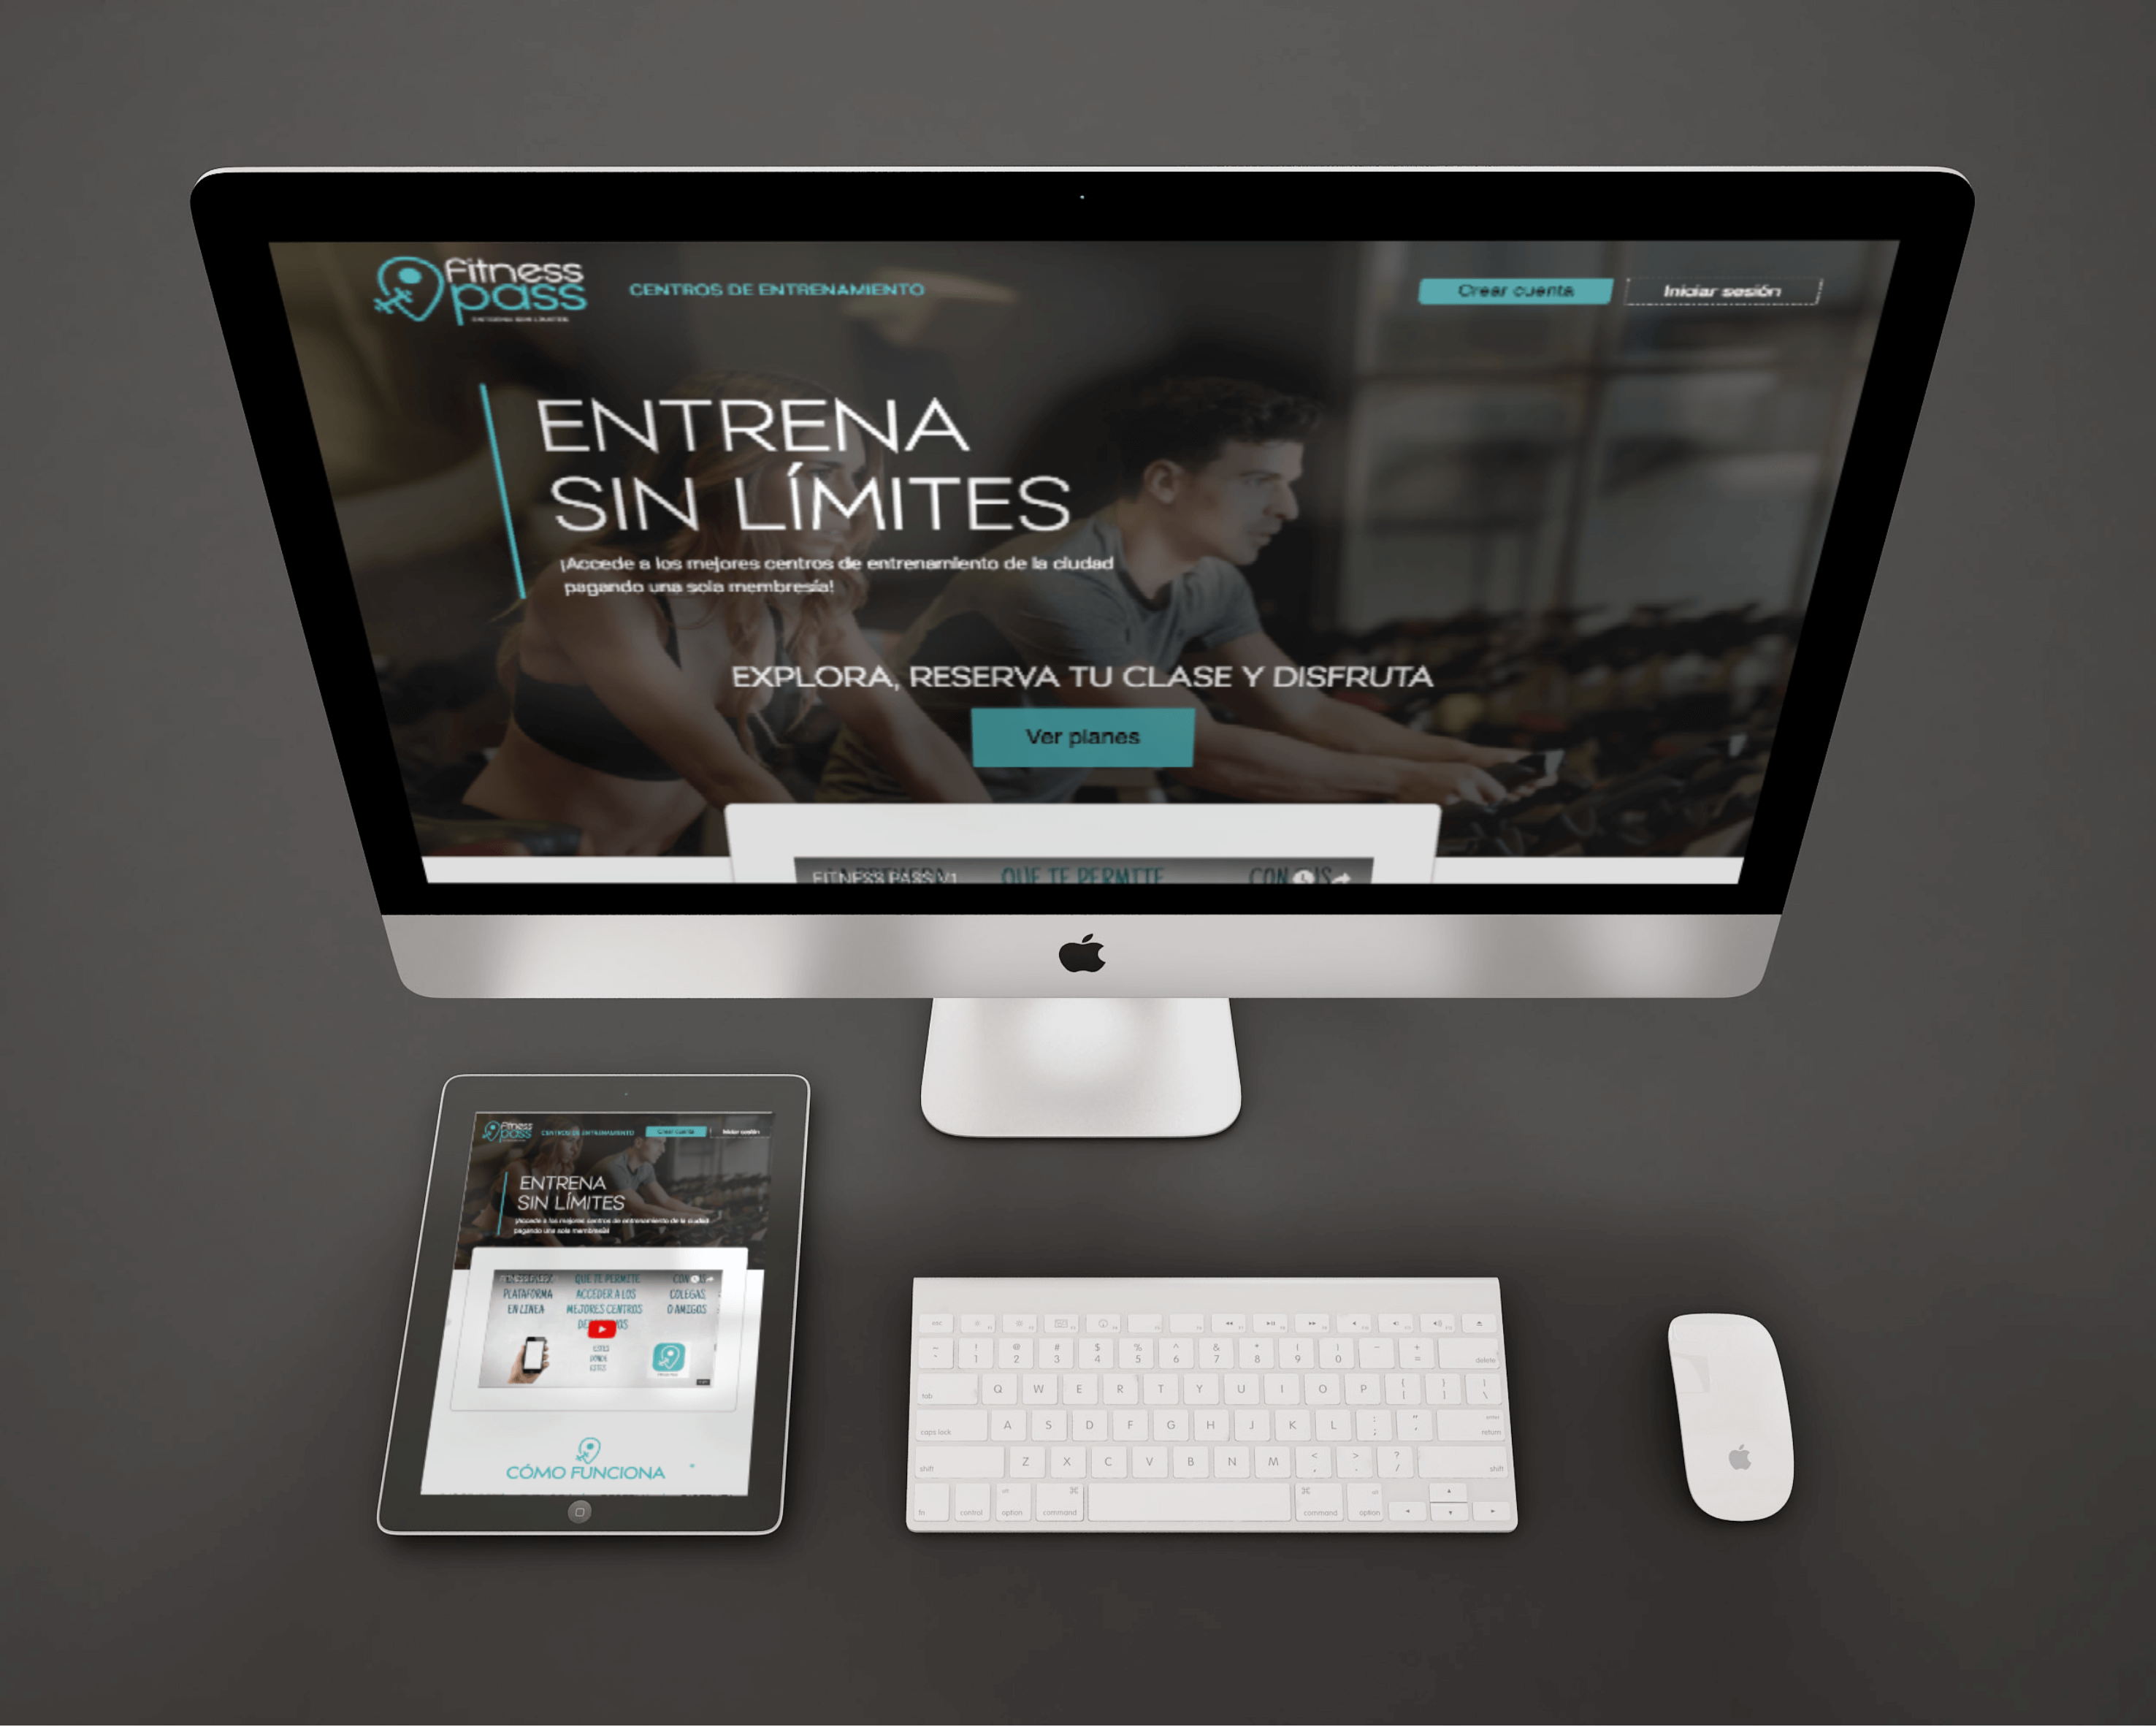 fitness
pass
ENTRENA SIN LÍMITES
CENTROS DE ENTRENAMIENTO
Crear cuenta
Iniciar sesión
ENTRENA
SIN LÍMITES
¡Accede a los mejores centros de entrenamiento de la ciudad
pagando una sola membresía!
EXPLORA, RESERVA TU CLASE Y DISFRUTA
Ver planes
FITNESS PASS V1
QUE TE PERMITE
fitness
pass
CENTROS DE ENTRENAMIENTO
Crear cuenta
Iniciar sesión
ENTRENA
SIN LÍMITES
¡Accede a los mejores centros de entrenamiento de la ciudad
pagando una sola membresía!
QUE TE PERMITE
PLATAFORMA ACCEDER A LOS COLEGAS,
EN LINEA MEJORES CENTROS O AMIGOS
ESTES
DONDE
ESTES
CÓMO FUNCIONA
esc
~ ! @ # $ % ^ & * ( ) _ +
` 1 2 3 4 5 6 7 8 9 0 - = delete
tab Q W E R T Y U I O P { [ } ] | \
caps lock A S D F G H J K L : ; " ' enter return
shift Z X C V B N M < , > . ? / shift
fn control alt option ⌘ command ⌘ command alt option